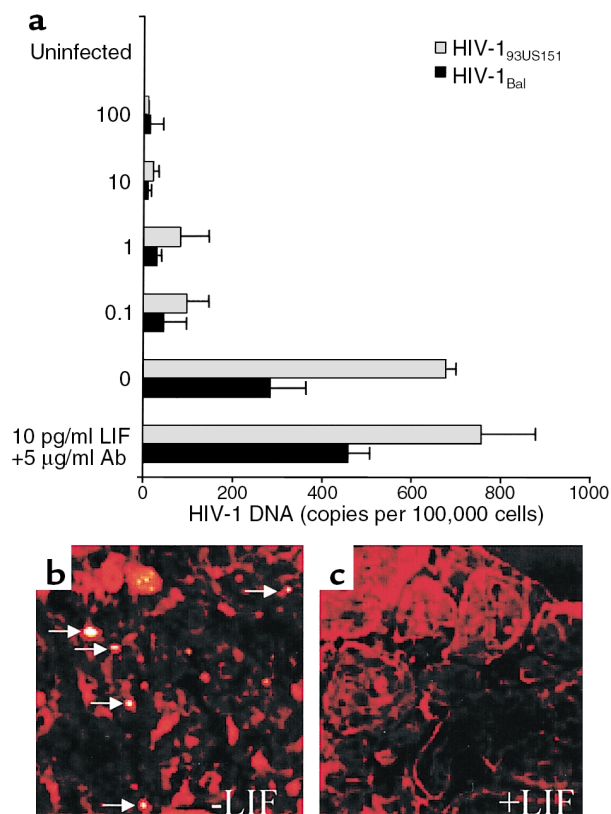 a
Uninfected
HIV-1₉₃US₁₅₁
HIV-1Bal
100
10
1
0.1
0
10 pg/ml LIF
+5 µg/ml Ab
0 200 400 600 800 1000
HIV-1 DNA (copies per 100,000 cells)
b
c
-LIF
+LIF